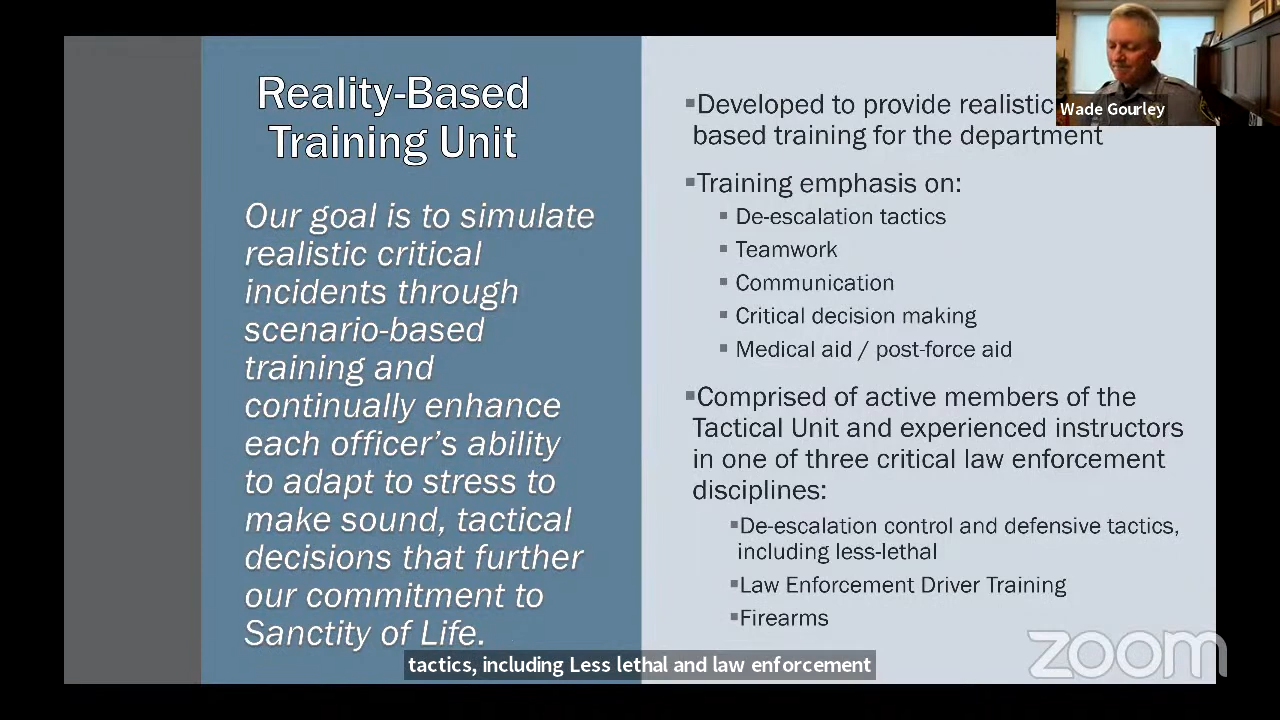 Reality-Based
Training Unit
Our goal is to simulate
realistic critical
incidents through
scenario-based
training and
continually enhance
each officer's ability
to adapt to stress to
make sound, tactical
decisions that further
our commitment to
Sanctity of Life.
▪Developed to provide realistic
based training for the department
▪Training emphasis on:
▪ De-escalation tactics
▪ Teamwork
▪ Communication
▪ Critical decision making
▪ Medical aid / post-force aid
▪Comprised of active members of the
Tactical Unit and experienced instructors
in one of three critical law enforcement
disciplines:
▪De-escalation control and defensive tactics,
including less-lethal
▪Law Enforcement Driver Training
▪Firearms
Wade Gourley
tactics, including Less lethal and law enforcement
zoom